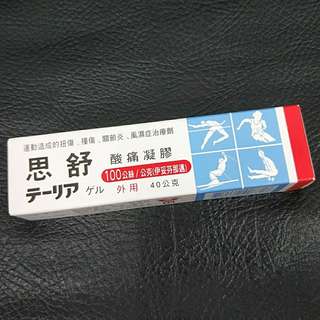 運動造成的扭傷、撞傷、關節炎、風濕症治療劑
思舒 酸痛凝膠
100公絲/公克(伊妥芬那邁)
テーリア ゲル 外用 40公克